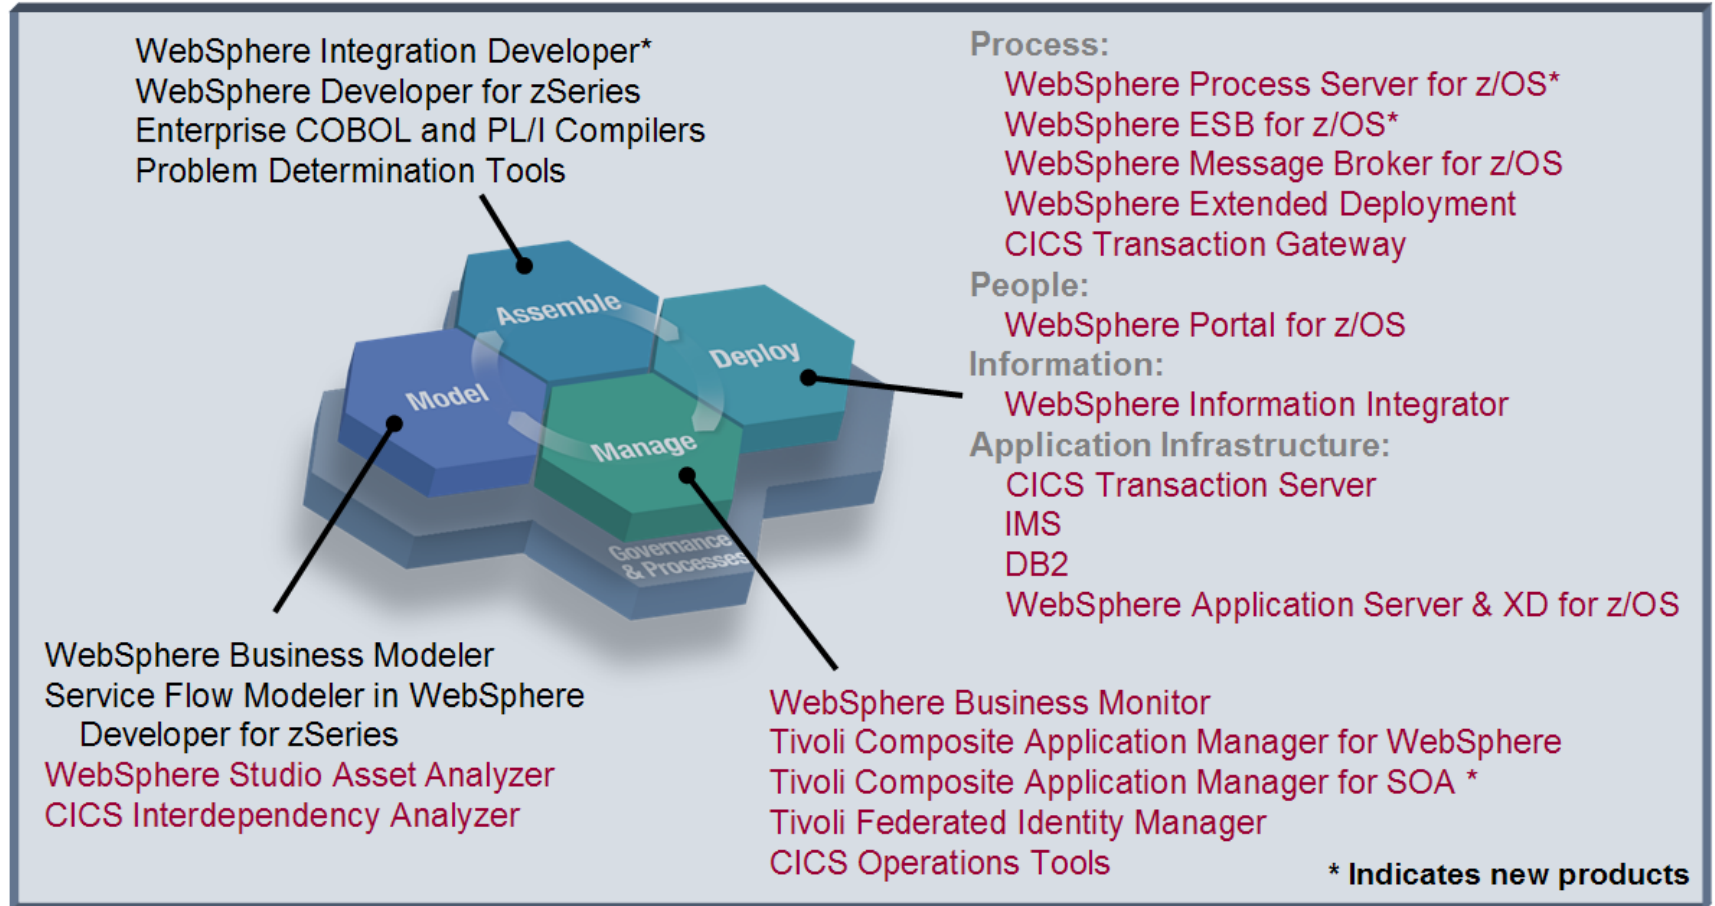 WebSphere Integration Developer*
WebSphere Developer for zSeries
Enterprise COBOL and PL/I Compilers
Problem Determination Tools
Process:
WebSphere Process Server for z/OS*
WebSphere ESB for z/OS*
WebSphere Message Broker for z/OS
WebSphere Extended Deployment
CICS Transaction Gateway
People:
WebSphere Portal for z/OS
Information:
WebSphere Information Integrator
Application Infrastructure:
CICS Transaction Server
IMS
DB2
WebSphere Application Server & XD for z/OS
Assemble
Deploy
Model
Manage
Governance
& Processes
WebSphere Business Modeler
Service Flow Modeler in WebSphere
Developer for zSeries
WebSphere Studio Asset Analyzer
CICS Interdependency Analyzer
WebSphere Business Monitor
Tivoli Composite Application Manager for WebSphere
Tivoli Composite Application Manager for SOA *
Tivoli Federated Identity Manager
CICS Operations Tools
* Indicates new products